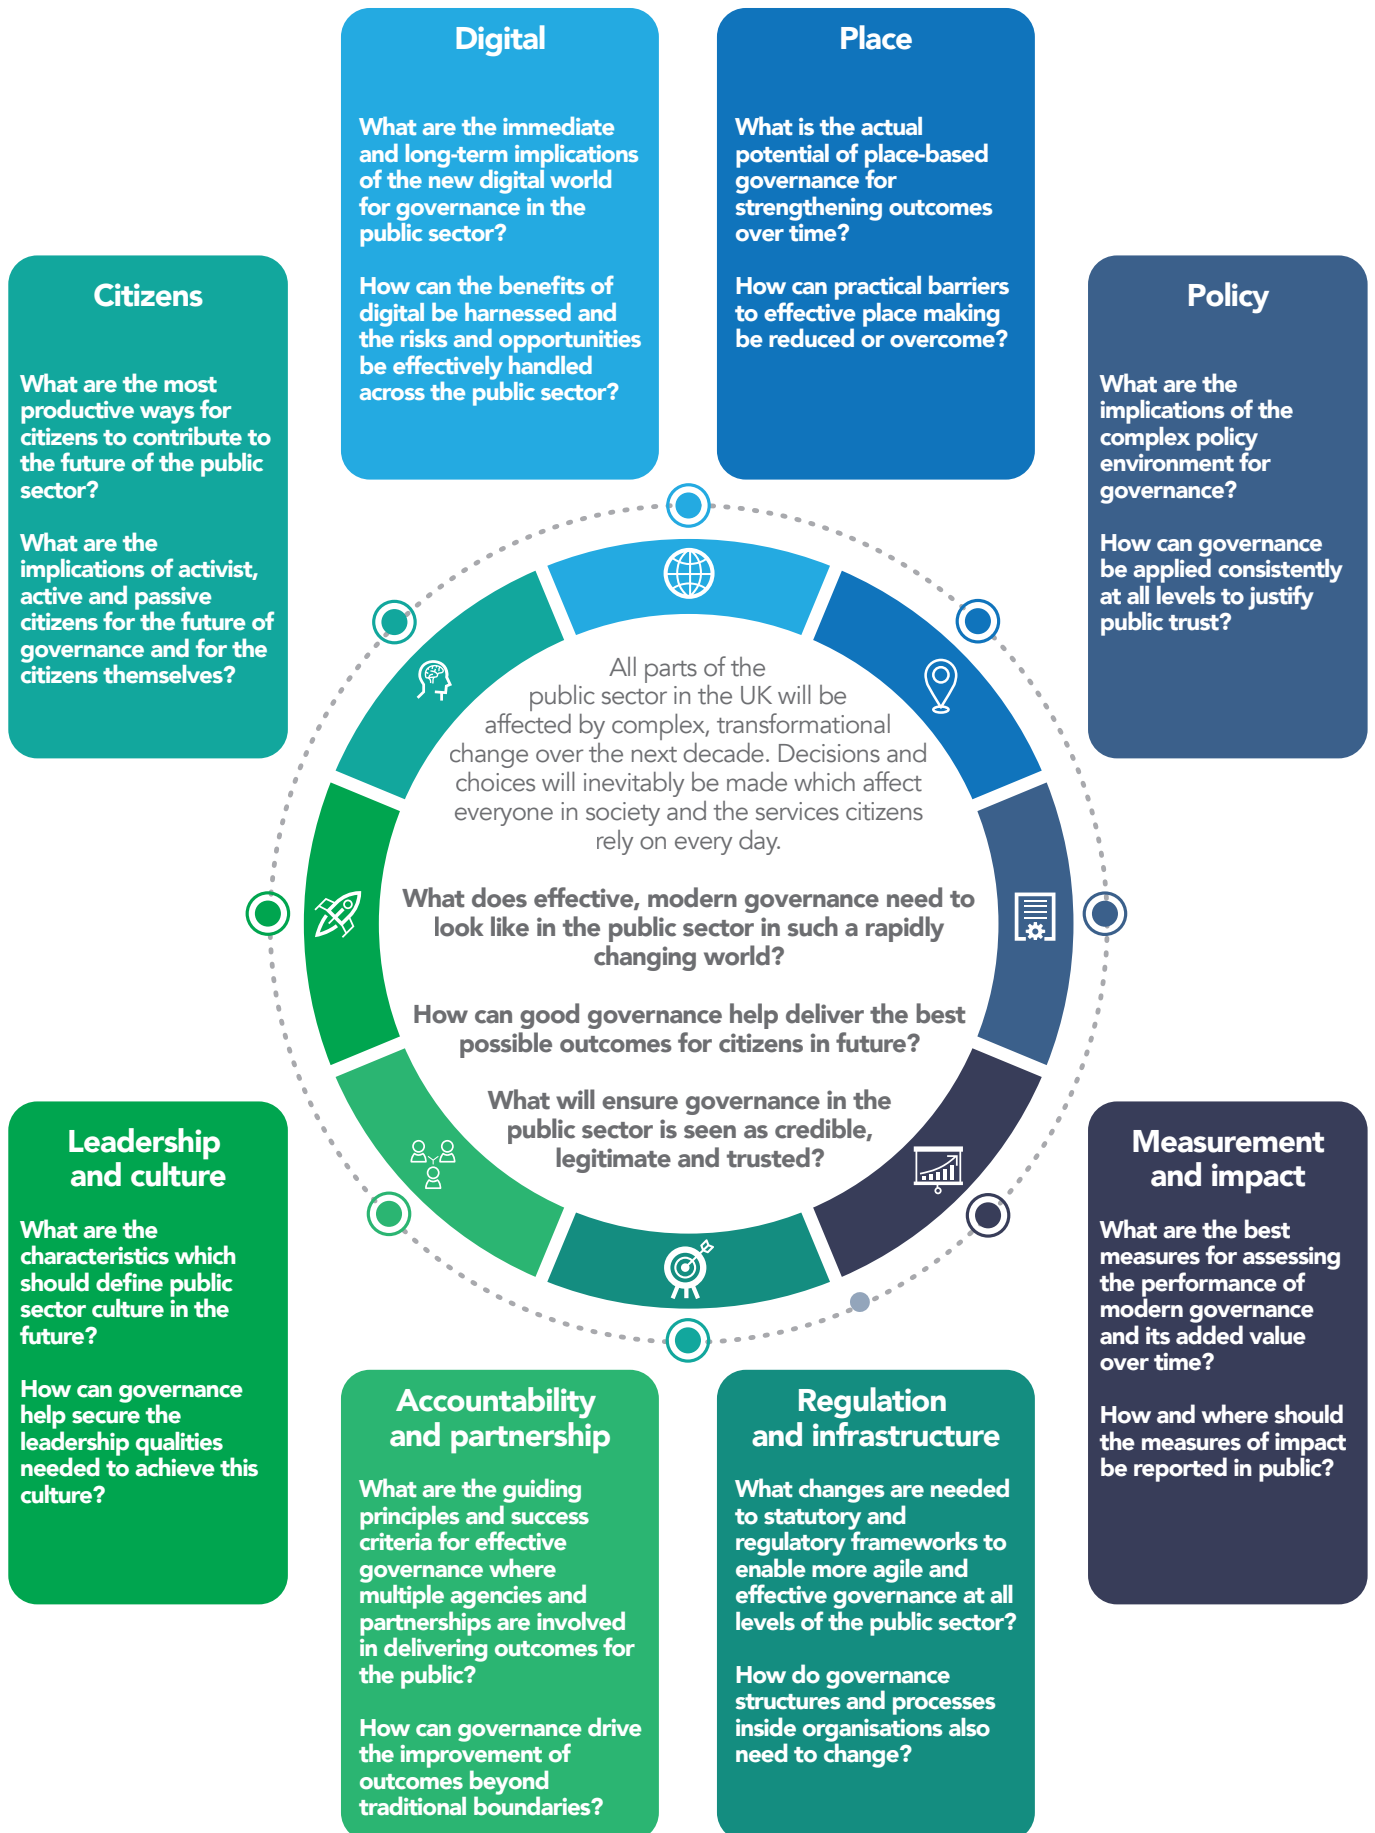 Digital
What are the immediate
and long-term implications
of the new digital world
for governance in the
public sector?
How can the benefits of
digital be harnessed and
the risks and opportunities
be effectively handled
across the public sector?
Place
What is the actual
potential of place-based
governance for
strengthening outcomes
over time?
How can practical barriers
to effective place making
be reduced or overcome?
Citizens
What are the most
productive ways for
citizens to contribute to
the future of the public
sector?
What are the
implications of activist,
active and passive
citizens for the future of
governance and for the
citizens themselves?
Policy
What are the
implications of the
complex policy
environment for
governance?
How can governance
be applied consistently
at all levels to justify
public trust?
All parts of the
public sector in the UK will be
affected by complex, transformational
change over the next decade. Decisions and
choices will inevitably be made which affect
everyone in society and the services citizens
rely on every day.
What does effective, modern governance need to
look like in the public sector in such a rapidly
changing world?
How can good governance help deliver the best
possible outcomes for citizens in future?
What will ensure governance in the
public sector is seen as credible,
legitimate and trusted?
Leadership
and culture
What are the
characteristics which
should define public
sector culture in the
future?
How can governance
help secure the
leadership qualities
needed to achieve this
culture?
Measurement
and impact
What are the best
measures for assessing
the performance of
modern governance
and its added value
over time?
How and where should
the measures of impact
be reported in public?
Accountability
and partnership
What are the guiding
principles and success
criteria for effective
governance where
multiple agencies and
partnerships are involved
in delivering outcomes for
the public?
How can governance drive
the improvement of
outcomes beyond
traditional boundaries?
Regulation
and infrastructure
What changes are needed
to statutory and
regulatory frameworks to
enable more agile and
effective governance at all
levels of the public sector?
How do governance
structures and processes
inside organisations also
need to change?